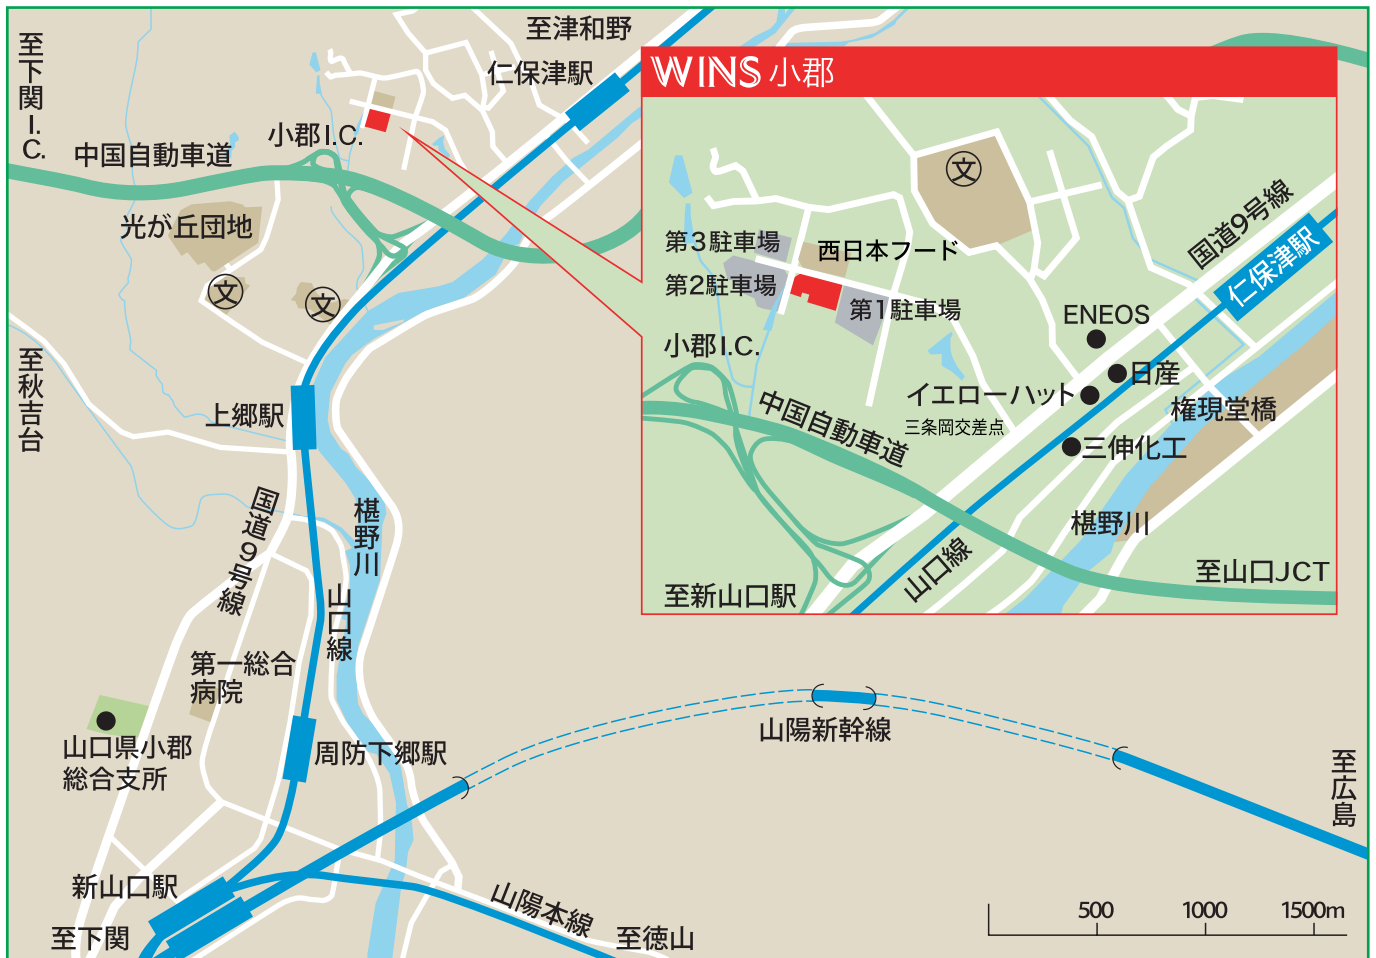 至下関I.C.
至津和野
仁保津駅
小郡I.C.
中国自動車道
光が丘団地
文
文
至秋吉台
上郷駅
国道9号線
椹野川
山口線
第一総合
病院
山口県小郡
総合支所
周防下郷駅
新山口駅
至下関
山陽本線
至徳山
山陽新幹線
至広島
500
1000
1500m
WINS 小郡
文
第3駐車場
西日本フード
第2駐車場
第1駐車場
国道9号線
仁保津駅
ENEOS
小郡I.C.
日産
イエローハット
権現堂橋
三条岡交差点
中国自動車道
三伸化工
椹野川
山口線
至山口JCT
至新山口駅